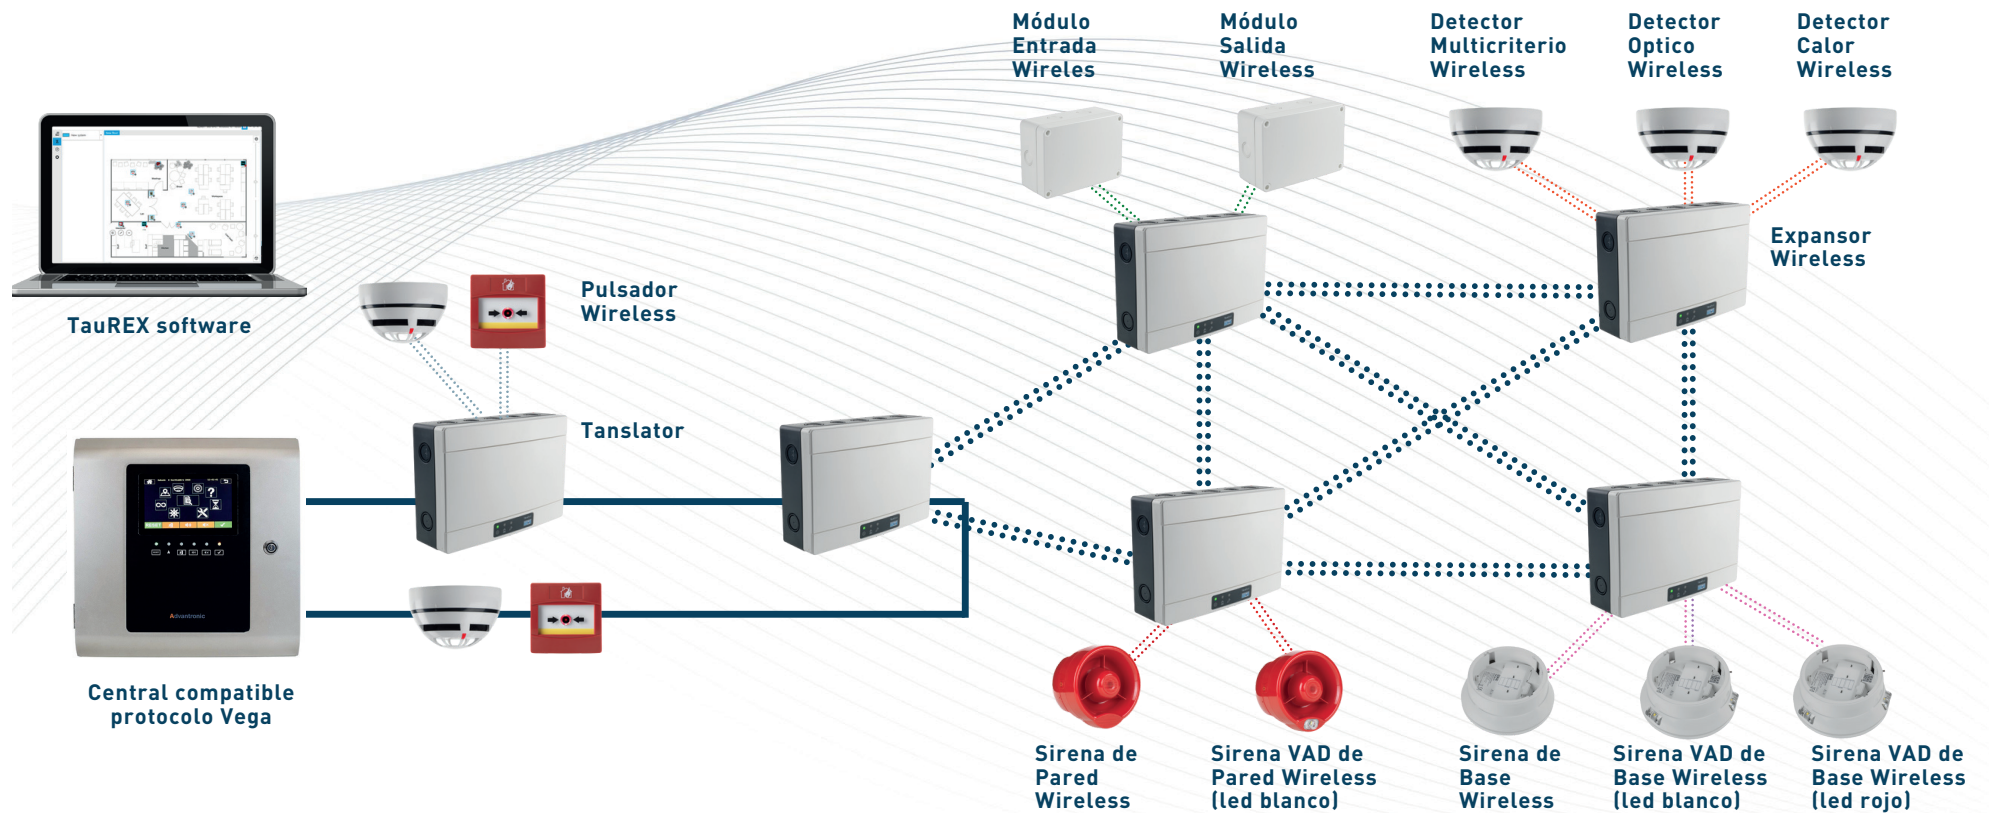 Módulo
Entrada
Wireles
Módulo
Salida
Wireless
Detector
Multicriterio
Wireless
Detector
Optico
Wireless
Detector
Calor
Wireless
Expansor
Wireless
TauREX software
Pulsador
Wireless
Tanslator
Advantronic
Central compatible
protocolo Vega
Sirena de
Pared
Wireless
Sirena VAD de
Pared Wireless
(led blanco)
Sirena de
Base
Wireless
Sirena VAD de
Base Wireless
(led blanco)
Sirena VAD de
Base Wireless
(led rojo)